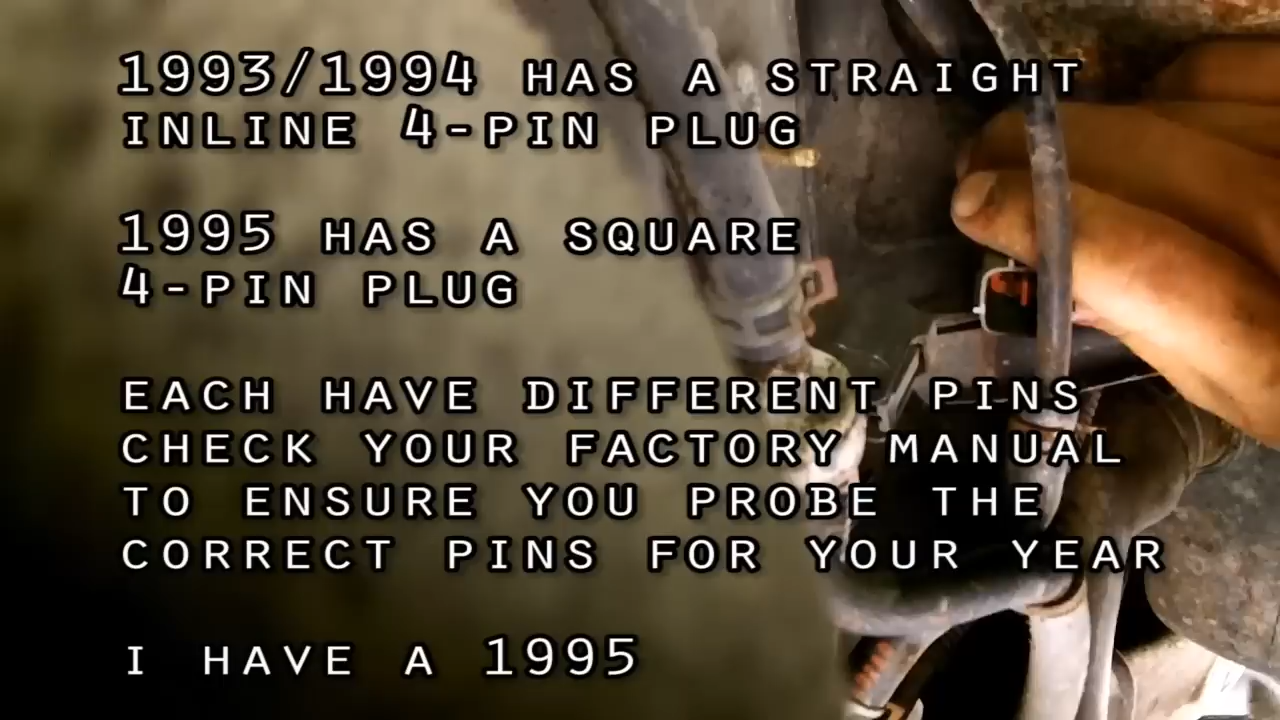 1993/1994 HAS A STRAIGHT
INLINE 4-PIN PLUG
1995 HAS A SQUARE
4-PIN PLUG
EACH HAVE DIFFERENT PINS
CHECK YOUR FACTORY MANUAL
TO ENSURE YOU PROBE THE
CORRECT PINS FOR YOUR YEAR
I HAVE A 1995